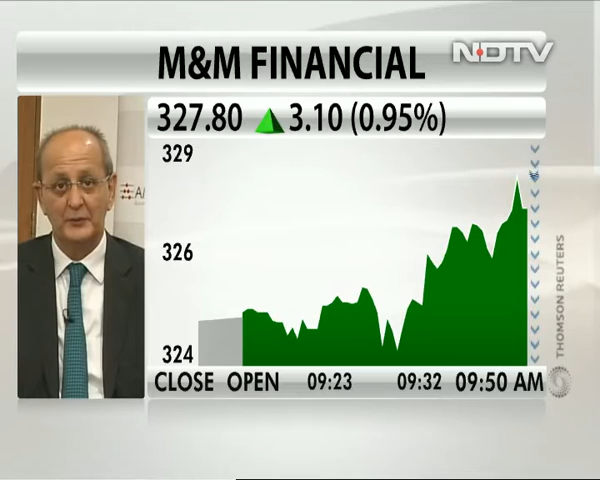 M&M FINANCIAL
NDTV
327.80 3.10 (0.95%)
329
326
324
CLOSE OPEN 09:23 09:32 09:50 AM
THOMSON REUTERS